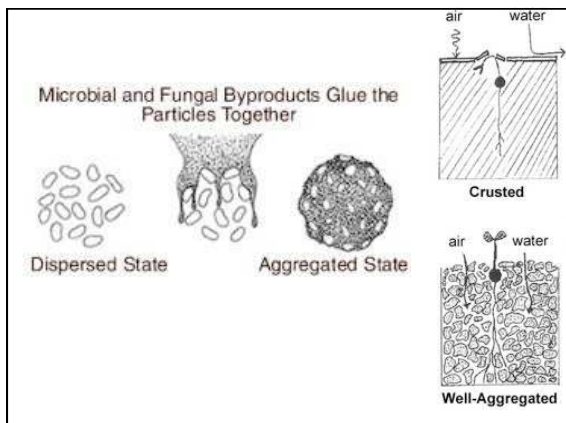 air water
Microbial and Fungal Byproducts Glue the
Particles Together
Crusted
Dispersed State
Aggregated State
air water
Well-Aggregated